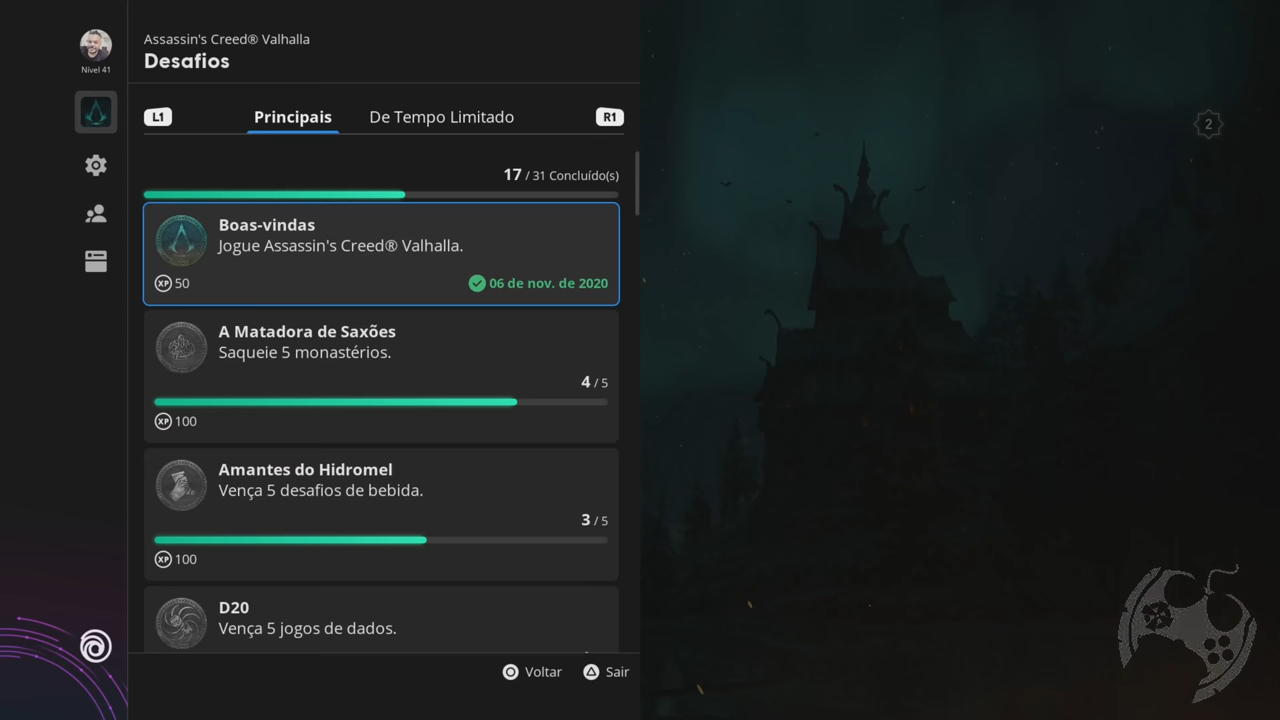 Assassin's Creed® Valhalla
Desafios
Nível 41
L1
Principais
De Tempo Limitado
R1
17 / 31 Concluído(s)
Boas-vindas
Jogue Assassin's Creed® Valhalla.
XP 50
06 de nov. de 2020
A Matadora de Saxões
Saqueie 5 monastérios.
4 / 5
XP 100
Amantes do Hidromel
Vença 5 desafios de bebida.
3 / 5
XP 100
D20
Vença 5 jogos de dados.
Voltar
Sair
2